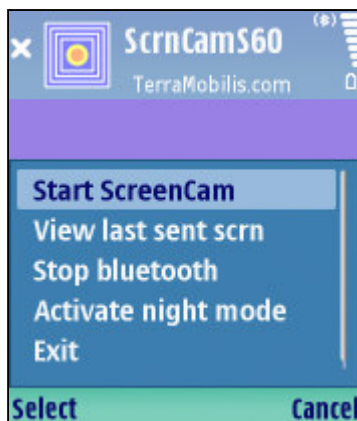 ScrnCamS60
TerraMobilis.com
Start ScreenCam
View last sent scrn
Stop bluetooth
Activate night mode
Exit
Select Cancel